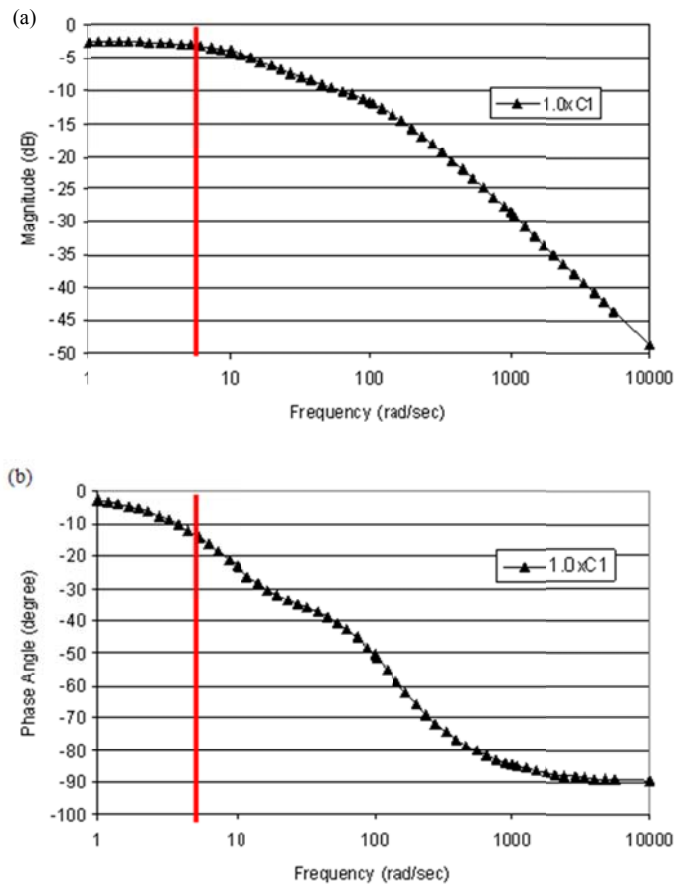 (a)
0
-5
-10
-15
-20
-25
-30
-35
-40
-45
-50
Magnitude (dB)
1.0xC1
1 10 100 1000 10000
Frequency (rad/sec)
(b)
0
-10
-20
-30
-40
-50
-60
-70
-80
-90
-100
Phase Angle (degree)
1.0xC1
1 10 100 1000 10000
Frequency (rad/sec)